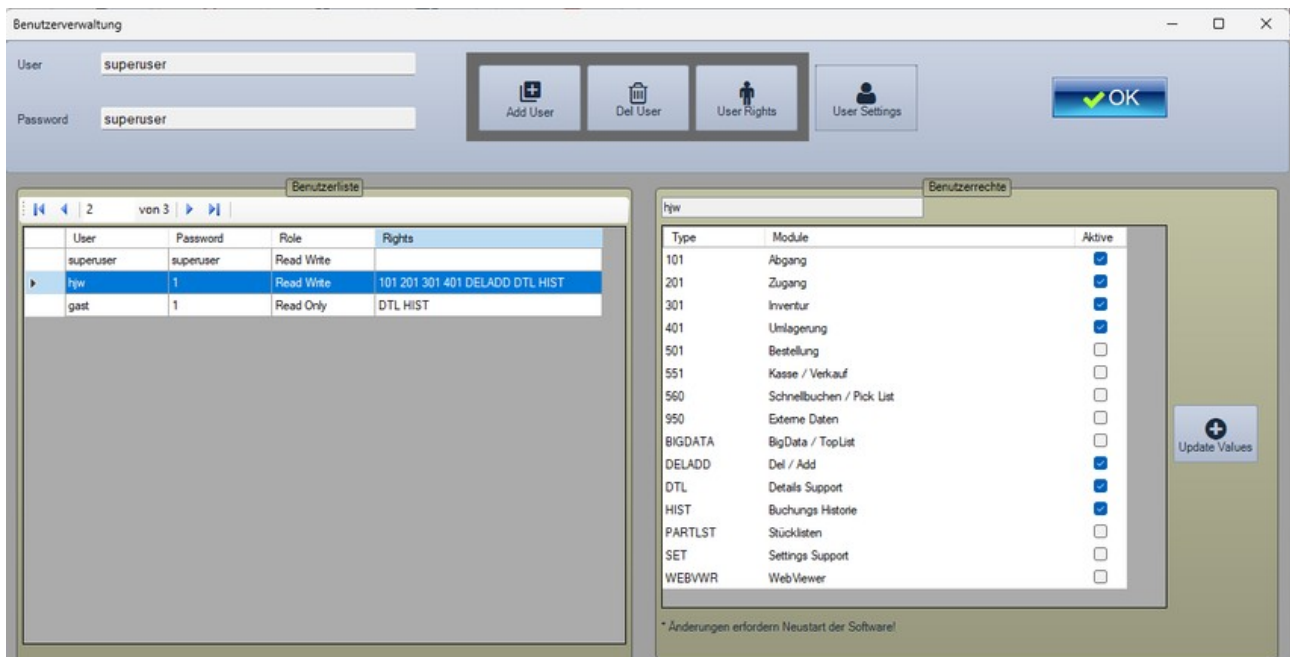 Benutzerverwaltung
User superuser
Password superuser
Add User Del User User Rights User Settings OK
Benutzerliste
2 von 3
User Password Role Rights
superuser superuser Read Write
hjw 1 Read Write 101 201 301 401 DELADD DTL HIST
gast 1 Read Only DTL HIST
Benutzerrechte
hjw
Type Module Aktive
101 Abgang
201 Zugang
301 Inventur
401 Umlagerung
501 Bestellung
551 Kasse / Verkauf
560 Schnellbuchen / Pick List
950 Externe Daten
BIGDATA BigData / TopList
DELADD Del / Add
DTL Details Support
HIST Buchungs Historie
PARTLST Stücklisten
SET Settings Support
WEBVWR WebViewer
Update Values
* Änderungen erfordern Neustart der Software!